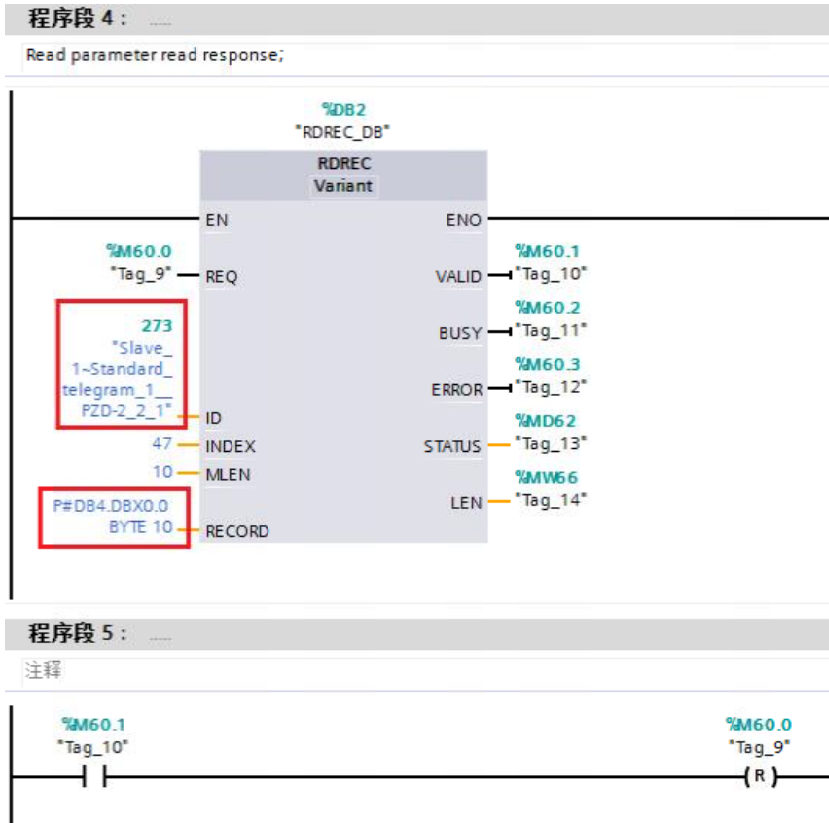 程序段 4： ......
Read parameter read response;
%DB2
"RDREC_DB"
RDREC
Variant
EN
ENO
%M60.0
"Tag_9"
REQ
%M60.1
VALID
"Tag_10"
273
"Slave_
1~Standard_
telegram_1__
PZD-2_2_1"
ID
%M60.2
BUSY
"Tag_11"
%M60.3
ERROR
"Tag_12"
47
INDEX
%MD62
STATUS
"Tag_13"
10
MLEN
%MW66
LEN
"Tag_14"
P#DB4.DBX0.0
BYTE 10
RECORD
程序段 5： ......
注释
%M60.1
"Tag_10"
%M60.0
"Tag_9"
R